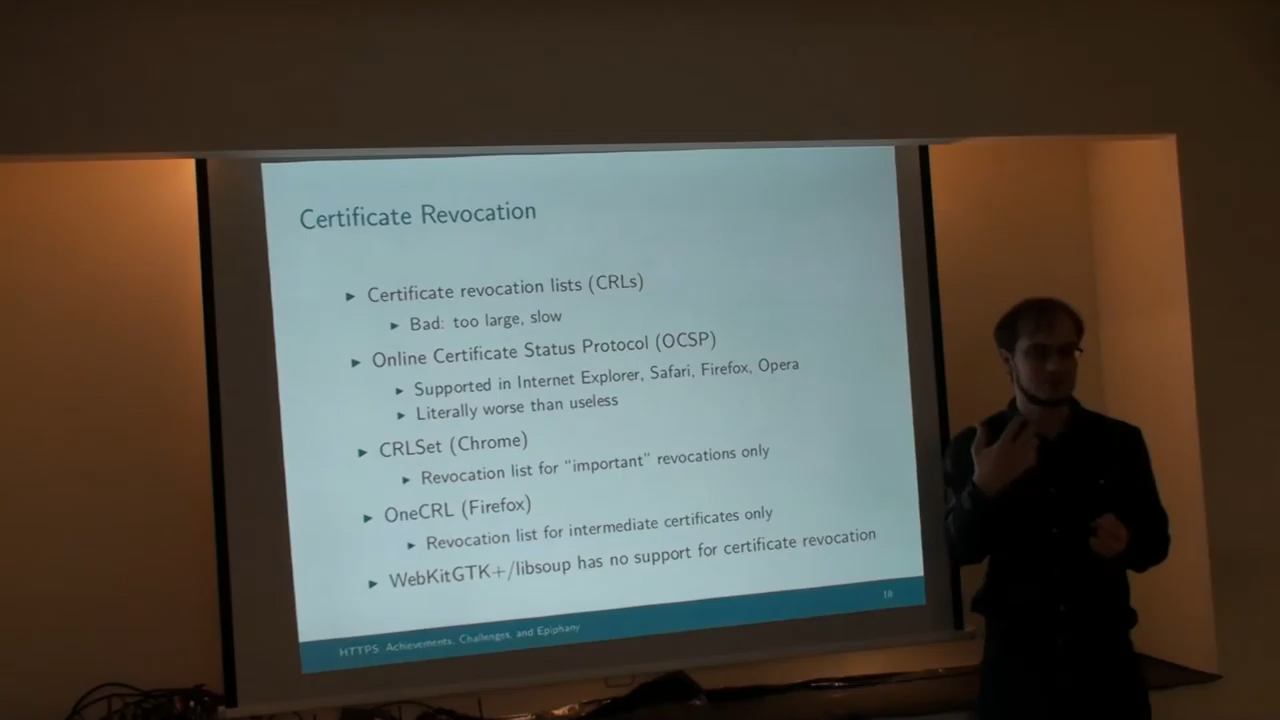 Certificate Revocation
▶ Certificate revocation lists (CRLs)
▶ Bad: too large, slow
▶ Online Certificate Status Protocol (OCSP)
▶ Supported in Internet Explorer, Safari, Firefox, Opera
▶ Literally worse than useless
▶ CRLSet (Chrome)
▶ Revocation list for “important” revocations only
▶ OneCRL (Firefox)
▶ Revocation list for intermediate certificates only
▶ WebKitGTK+/libsoup has no support for certificate revocation
18
HTTPS: Achievements, Challenges, and Epiphany